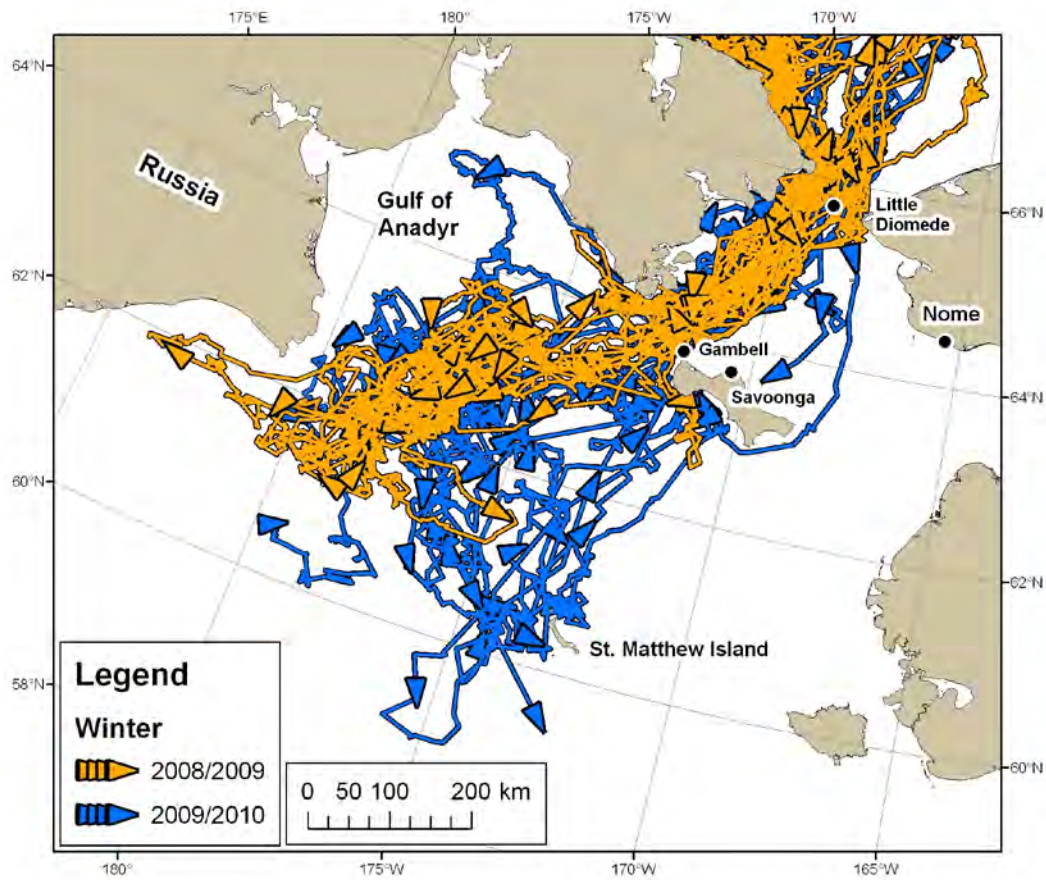 175°E
180°
175°W
170°W
64°N
Russia
Gulf of
Anadyr
Little
Diomede
66°N
62°N
Nome
Gambell
Savoonga
64°N
60°N
62°N
St. Matthew Island
58°N
Legend
Winter
2008/2009
2009/2010
0 50 100 200 km
60°N
180°
175°W
170°W
165°W